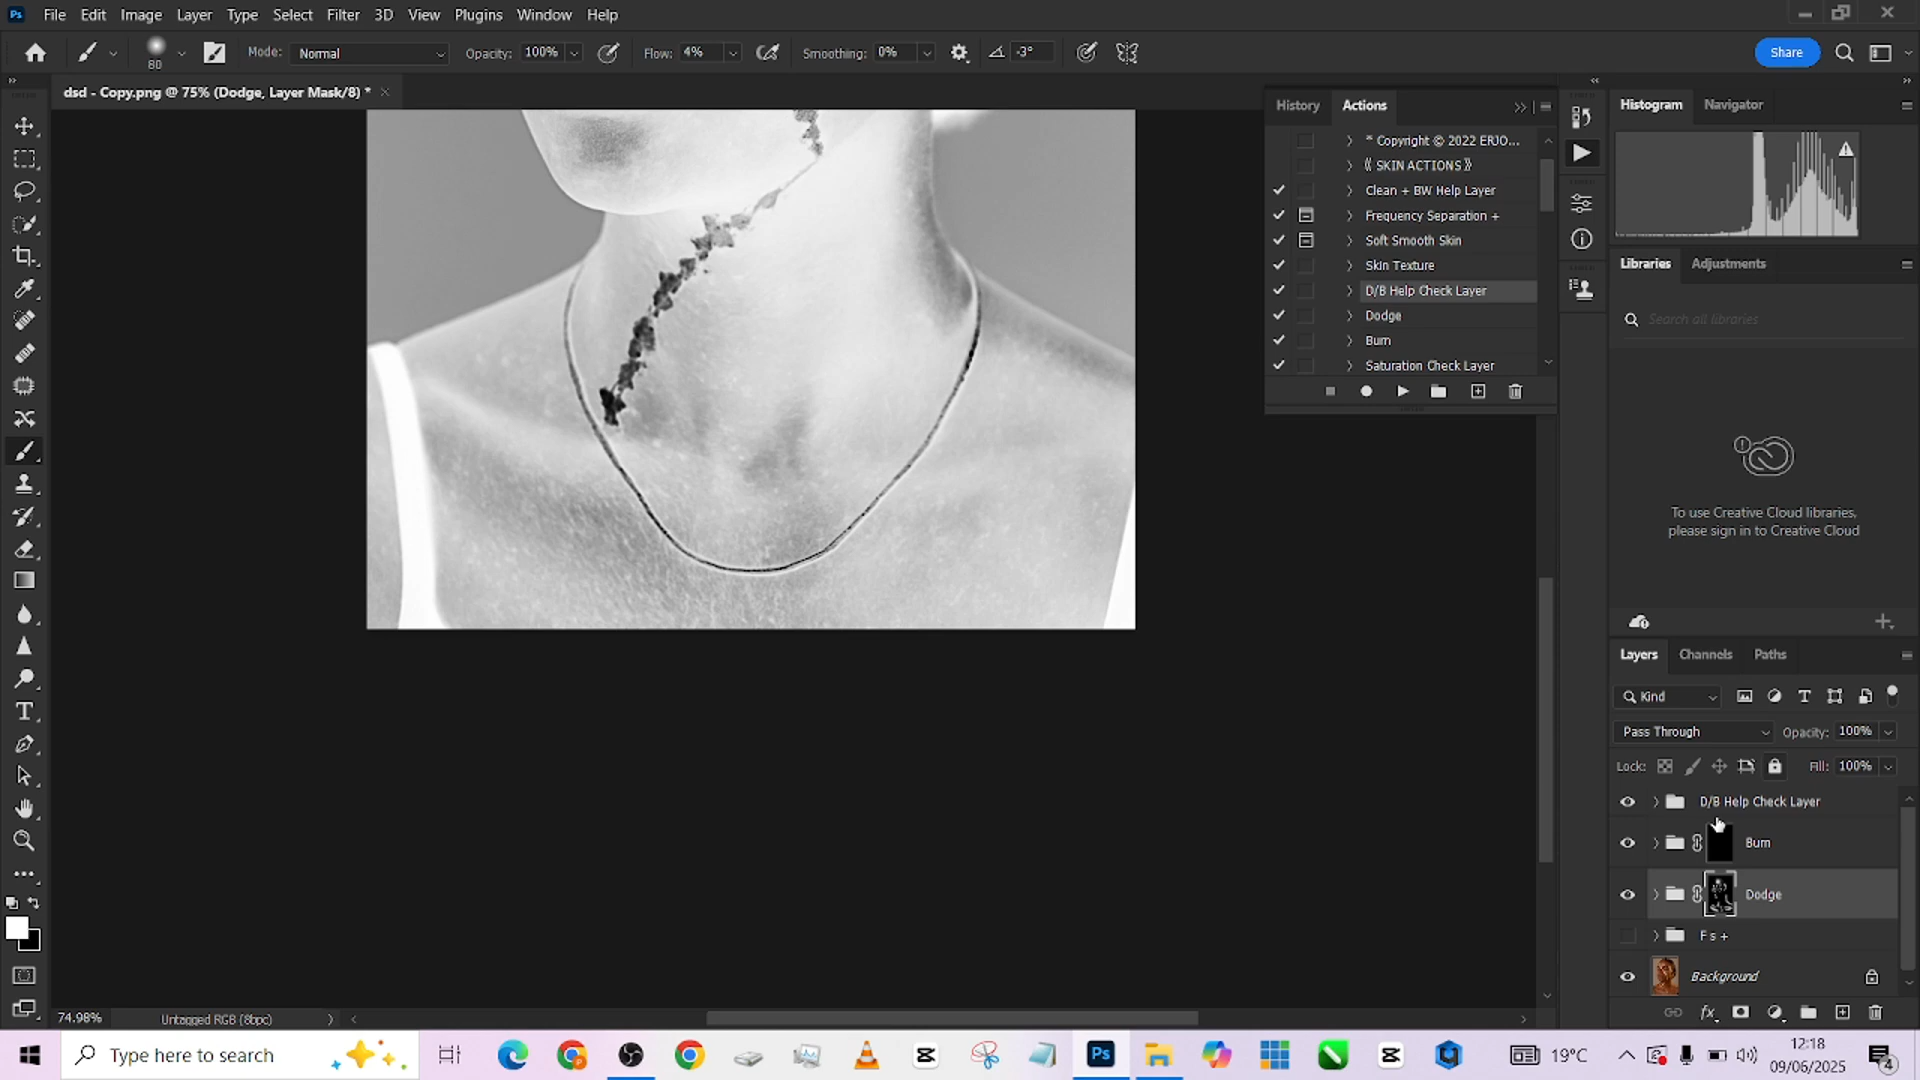 File Edit Image Layer Type Select Filter 3D View Plugins Window Help
80 Mode: Normal Opacity: 100% Flow: 4% Smoothing: 0% -3° Share
dsd - Copy.png @ 75% (Dodge, Layer Mask/8) *
History Actions
* Copyright © 2022 ERJO...
⟪ SKIN ACTIONS ⟫
Clean + BW Help Layer
Frequency Separation +
Soft Smooth Skin
Skin Texture
D/B Help Check Layer
Dodge
Burn
Saturation Check Layer
Histogram Navigator
Libraries Adjustments
Search all libraries
To use Creative Cloud libraries,
please sign in to Creative Cloud
Layers Channels Paths
Kind
Pass Through Opacity: 100%
Lock: Fill: 100%
D/B Help Check Layer
Burn
Dodge
F s +
Background
fx
74.98% Untagged RGB (8bpc)
Type here to search
Ps
19°C
12:18
09/06/2025
4